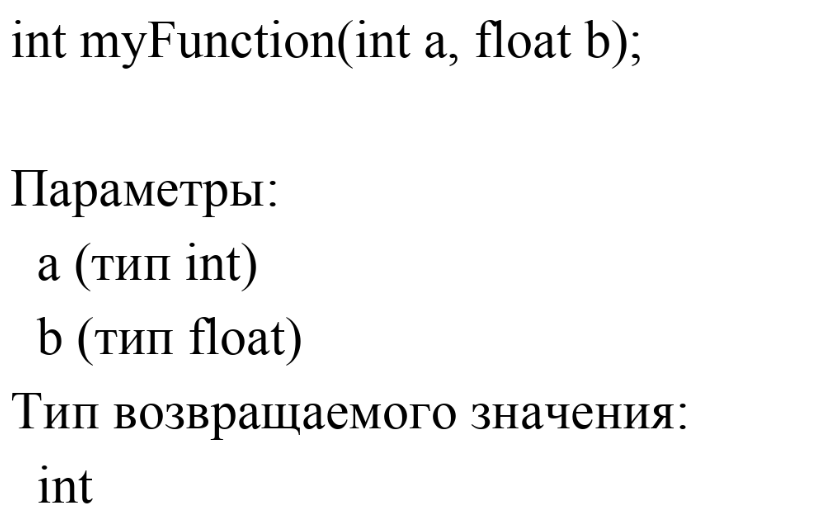 int myFunction(int a, float b);
Параметры:
a (тип int)
b (тип float)
Тип возвращаемого значения:
int